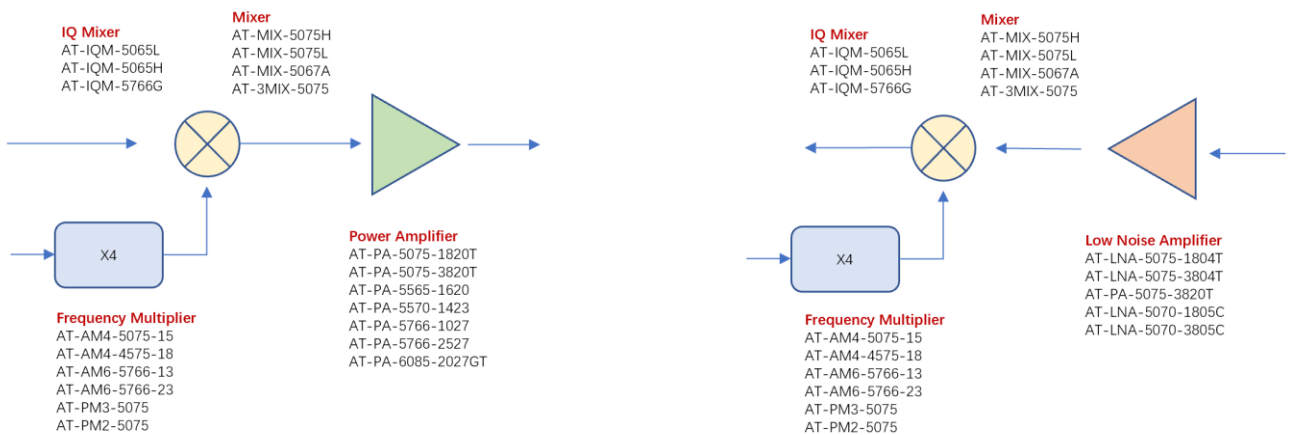 IQ Mixer
AT-IQM-5065L
AT-IQM-5065H
AT-IQM-5766G
Mixer
AT-MIX-5075H
AT-MIX-5075L
AT-MIX-5067A
AT-3MIX-5075
X4
Frequency Multiplier
AT-AM4-5075-15
AT-AM4-4575-18
AT-AM6-5766-13
AT-AM6-5766-23
AT-PM3-5075
AT-PM2-5075
Power Amplifier
AT-PA-5075-1820T
AT-PA-5075-3820T
AT-PA-5565-1620
AT-PA-5570-1423
AT-PA-5766-1027
AT-PA-5766-2527
AT-PA-6085-2027GT
IQ Mixer
AT-IQM-5065L
AT-IQM-5065H
AT-IQM-5766G
Mixer
AT-MIX-5075H
AT-MIX-5075L
AT-MIX-5067A
AT-3MIX-5075
X4
Frequency Multiplier
AT-AM4-5075-15
AT-AM4-4575-18
AT-AM6-5766-13
AT-AM6-5766-23
AT-PM3-5075
AT-PM2-5075
Low Noise Amplifier
AT-LNA-5075-1804T
AT-LNA-5075-3804T
AT-PA-5075-3820T
AT-LNA-5070-1805C
AT-LNA-5070-3805C